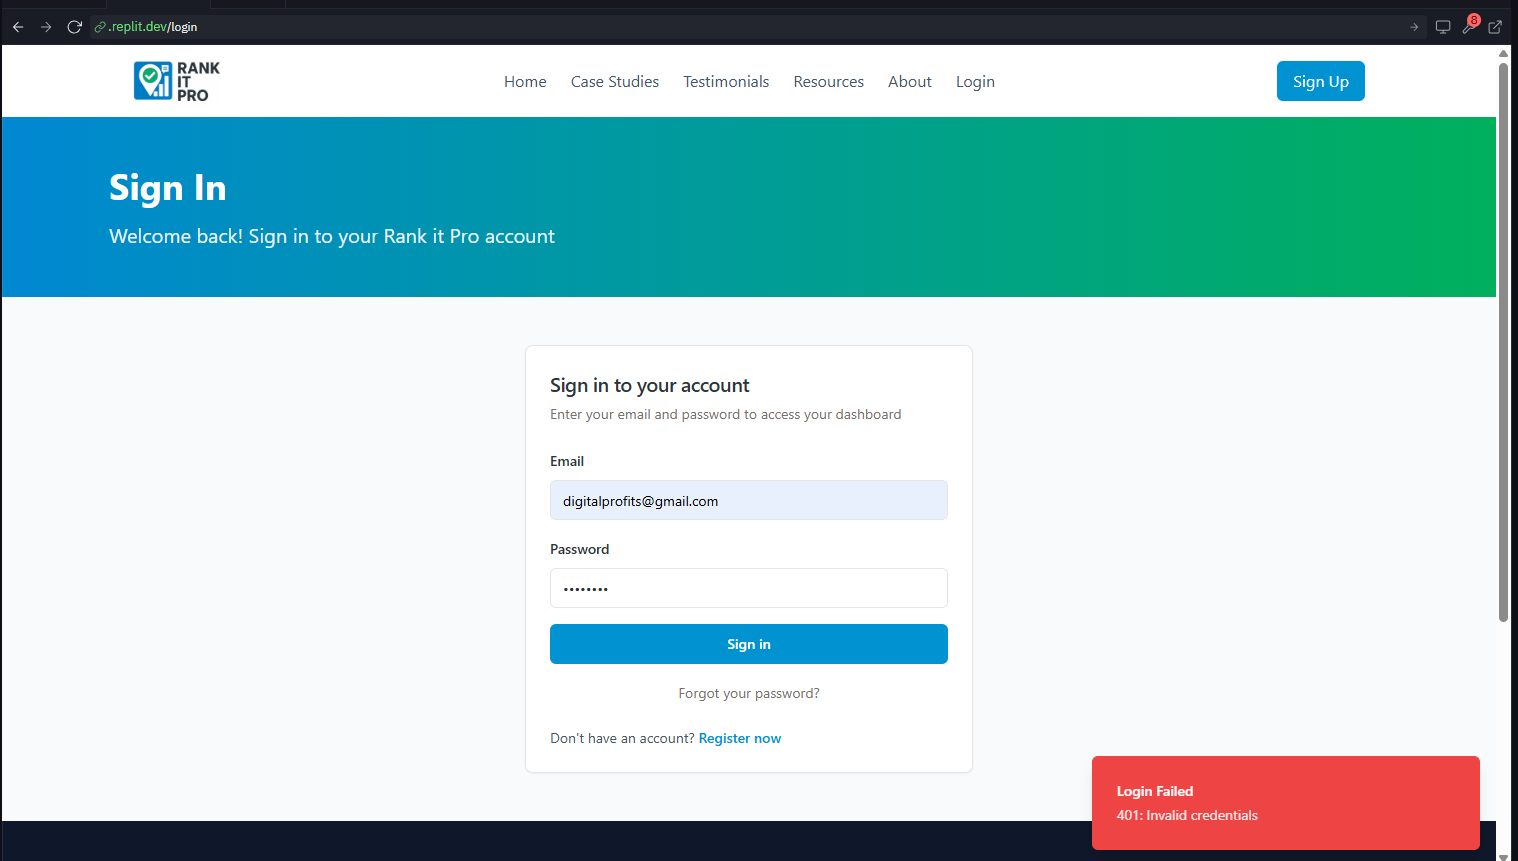 .replit.dev/login
8
RANK
IT
PRO
Home Case Studies Testimonials Resources About Login
Sign Up
Sign In
Welcome back! Sign in to your Rank it Pro account
Sign in to your account
Enter your email and password to access your dashboard
Email
digitalprofits@gmail.com
Password
••••••••
Sign in
Forgot your password?
Don't have an account? Register now
Login Failed
401: Invalid credentials